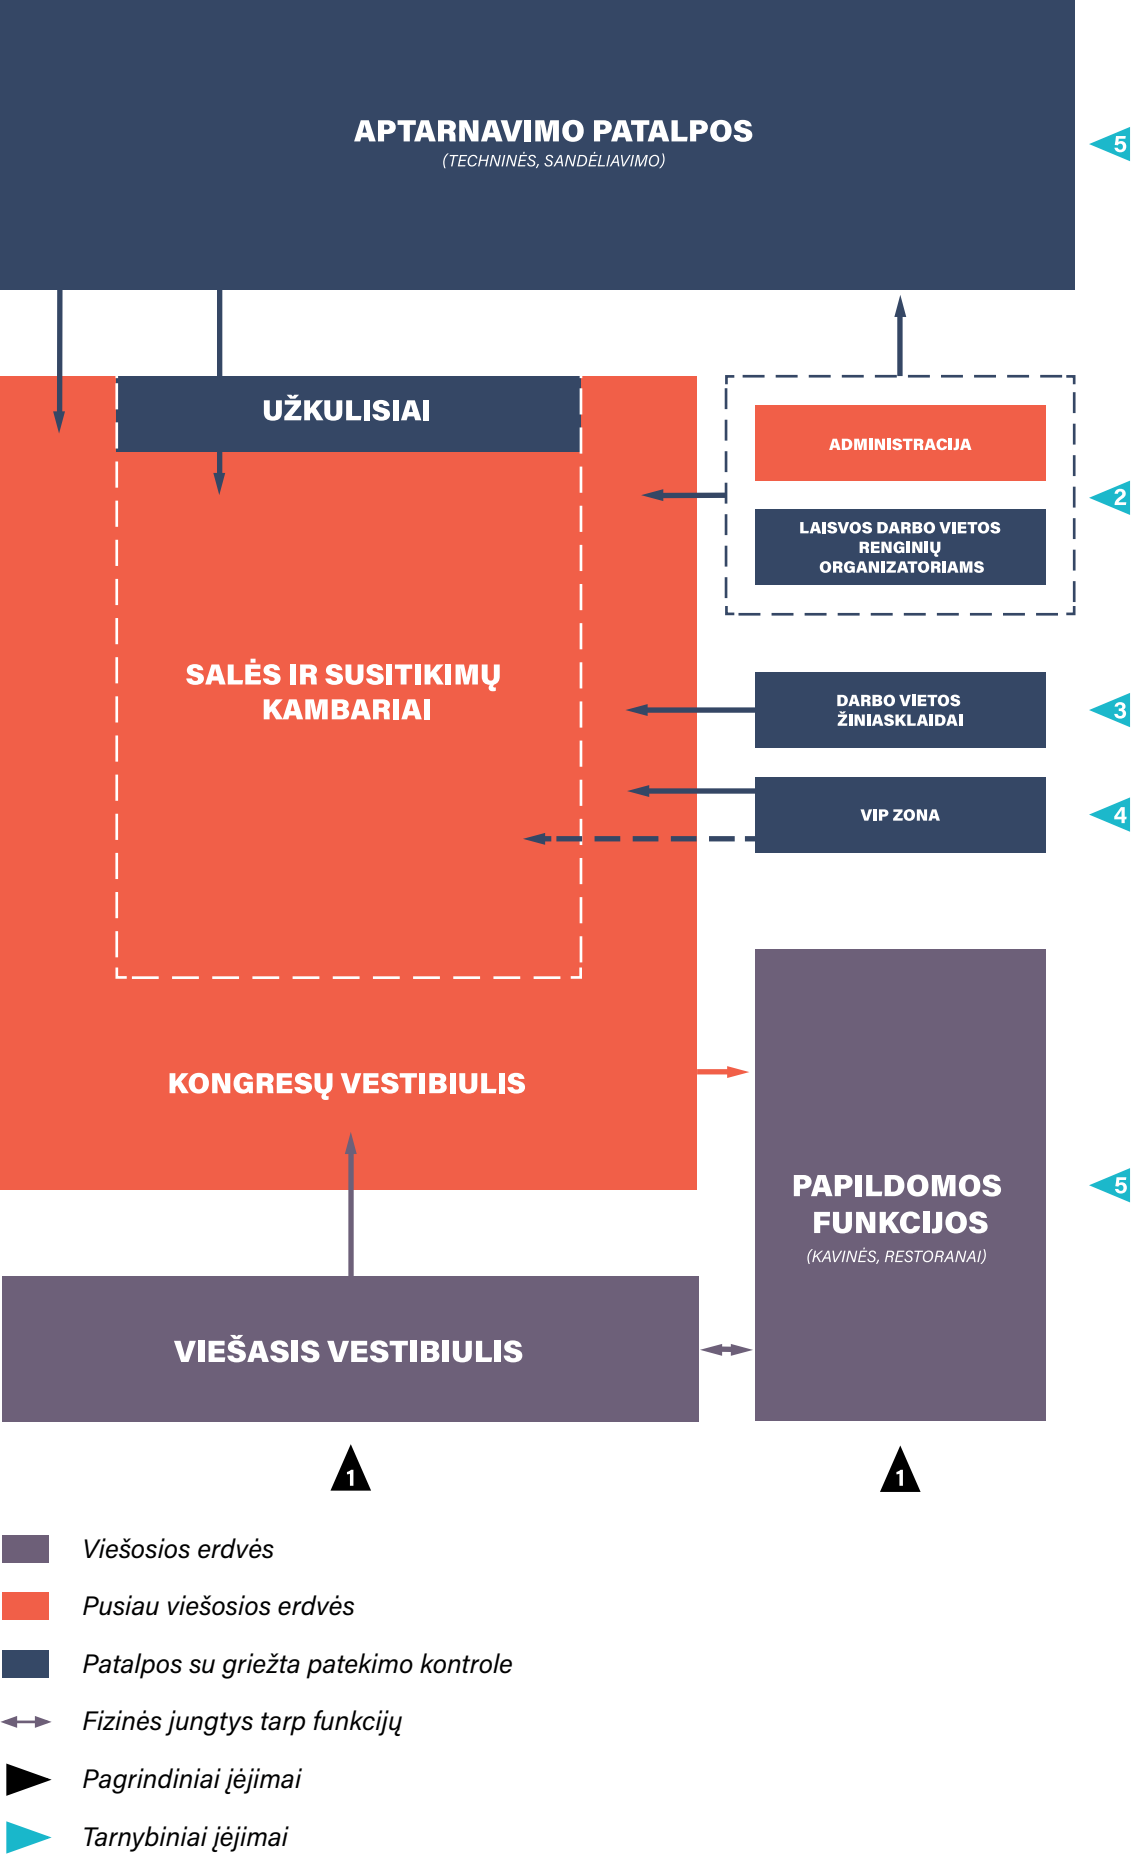 APTARNAVIMO PATALPOS
(TECHNINĖS, SANDĖLIAVIMO)
5
UŽKULISIAI
ADMINISTRACIJA
2
LAISVOS DARBO VIETOS
RENGINIŲ
ORGANIZATORIAMS
SALĖS IR SUSITIKIMŲ
KAMBARIAI
DARBO VIETOS
ŽINIASKLAIDAI
3
VIP ZONA
4
KONGRESŲ VESTIBIULIS
PAPILDOMOS
FUNKCIJOS
(KAVINĖS, RESTORANAI)
5
VIEŠASIS VESTIBIULIS
1
1
Viešosios erdvės
Pusiau viešosios erdvės
Patalpos su griežta patekimo kontrole
Fizinės jungtys tarp funkcijų
Pagrindiniai įėjimai
Tarnybiniai įėjimai